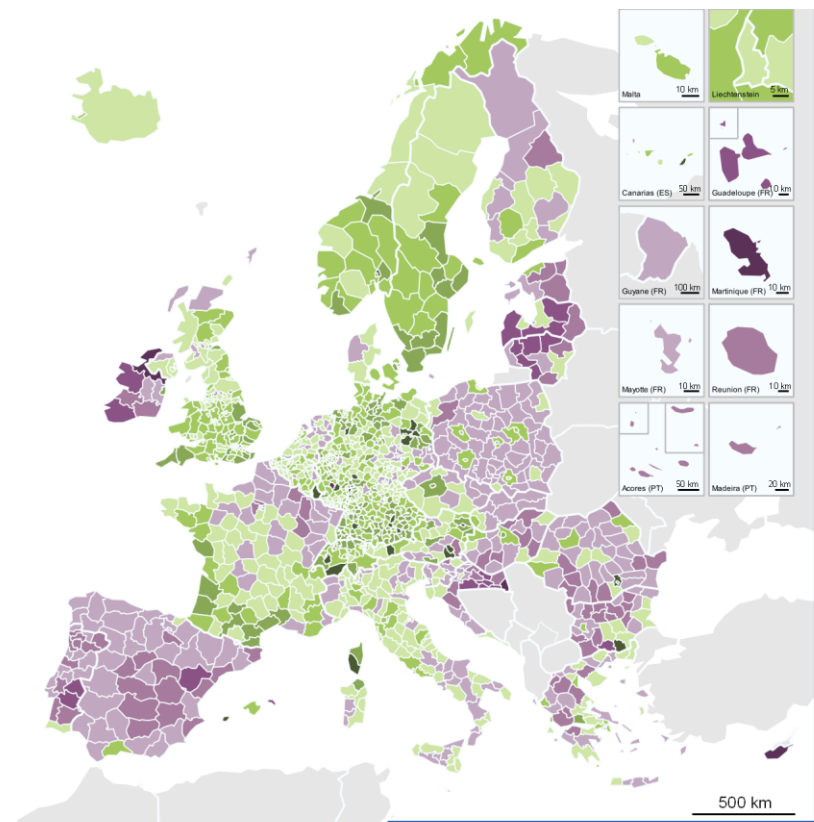 Malta
10 km
Liechtenstein
5 km
Canarias (ES)
50 km
Guadeloupe (FR)
10 km
Guyane (FR)
100 km
Martinique (FR)
10 km
Mayotte (FR)
10 km
Reunion (FR)
10 km
Acores (PT)
50 km
Madeira (PT)
20 km
500 km